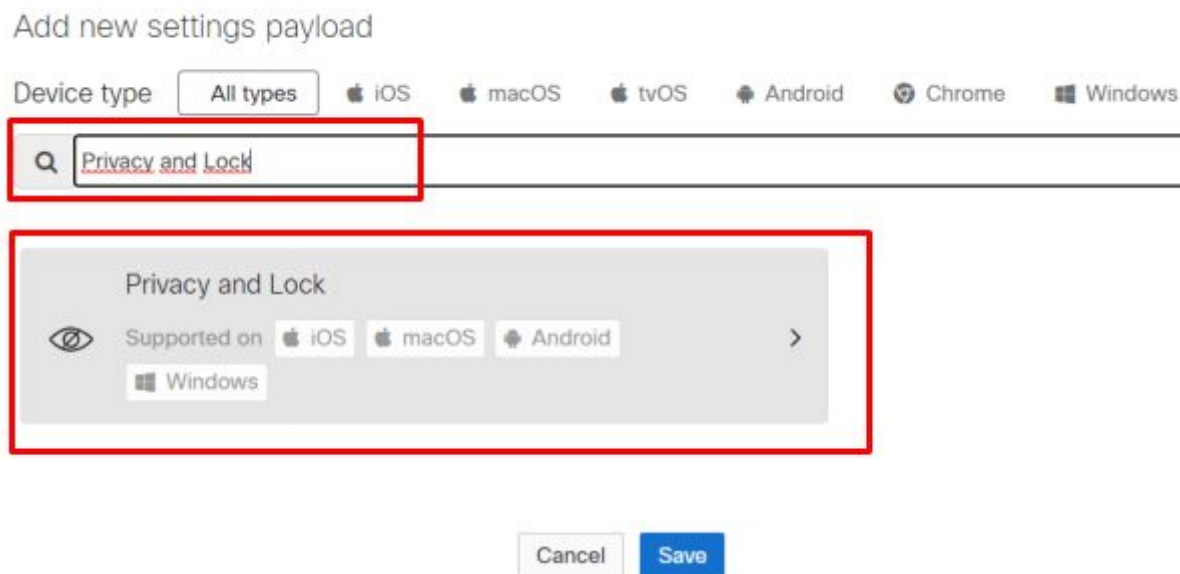 Add new settings payload
Device type All types iOS macOS tvOS Android Chrome Windows
Privacy and Lock
Privacy and Lock
Supported on iOS macOS Android
Windows
Cancel Save